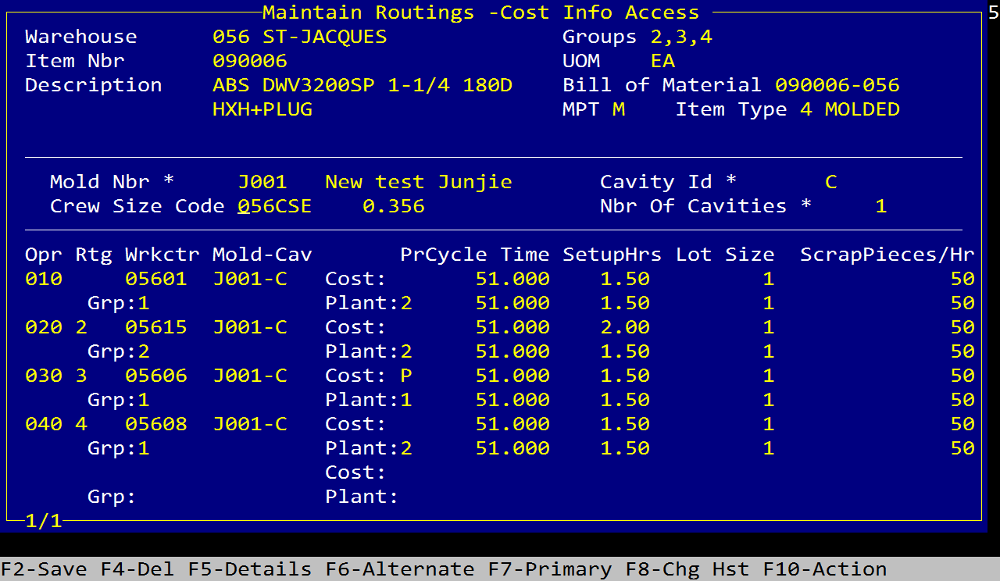 Maintain Routings -Cost Info Access 5
Warehouse 056 ST-JACQUES Groups 2,3,4
Item Nbr 090006 UOM EA
Description ABS DWV3200SP 1-1/4 180D Bill of Material 090006-056
HXH+PLUG MPT M Item Type 4 MOLDED
Mold Nbr * J001 New test Junjie Cavity Id * C
Crew Size Code 056CSE 0.356 Nbr Of Cavities * 1
Opr Rtg Wrkctr Mold-Cav PrCycle Time SetupHrs Lot Size ScrapPieces/Hr
010 05601 J001-C Cost: 51.000 1.50 1 50
Grp:1 Plant:2 51.000 1.50 1 50
020 2 05615 J001-C Cost: 51.000 2.00 1 50
Grp:2 Plant:2 51.000 1.50 1 50
030 3 05606 J001-C Cost: P 51.000 1.50 1 50
Grp:1 Plant:1 51.000 1.50 1 50
040 4 05608 J001-C Cost: 51.000 1.50 1 50
Grp:1 Plant:2 51.000 1.50 1 50
Cost:
Grp: Plant:
1/1
F2-Save F4-Del F5-Details F6-Alternate F7-Primary F8-Chg Hst F10-Action